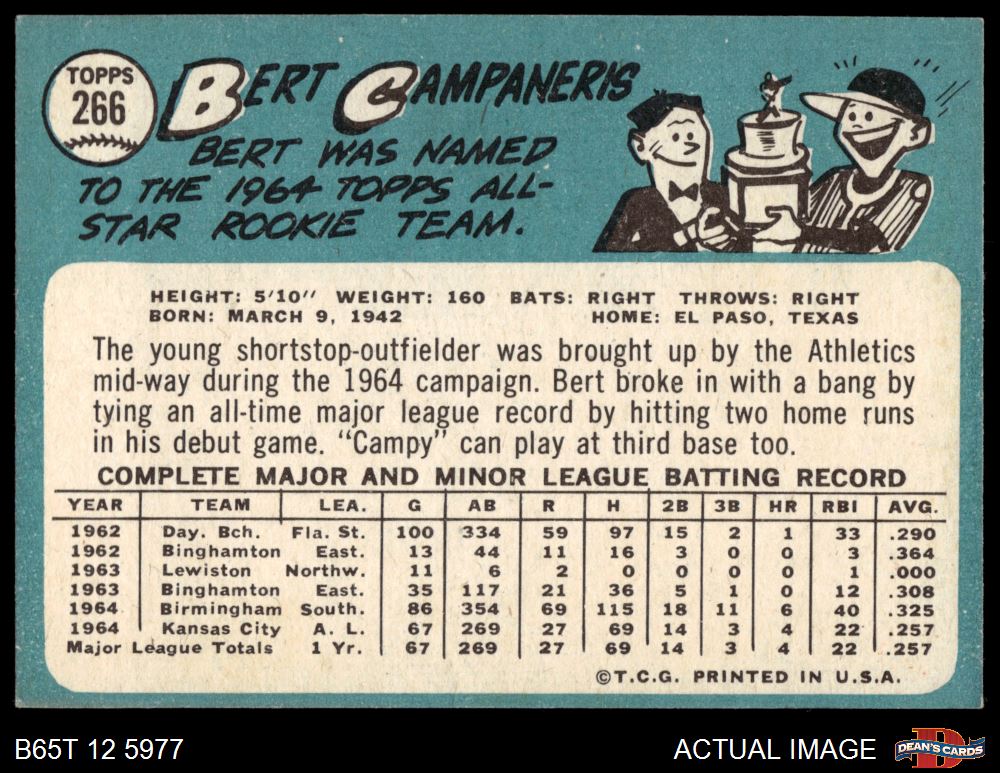 TOPPS
266
BERT CAMPANERIS
BERT WAS NAMED
TO THE 1964 TOPPS ALL-
STAR ROOKIE TEAM.
HEIGHT: 5'10" WEIGHT: 160 BATS: RIGHT THROWS: RIGHT
BORN: MARCH 9, 1942 HOME: EL PASO, TEXAS
The young shortstop-outfielder was brought up by the Athletics
mid-way during the 1964 campaign. Bert broke in with a bang by
tying an all-time major league record by hitting two home runs
in his debut game. "Campy" can play at third base too.
COMPLETE MAJOR AND MINOR LEAGUE BATTING RECORD
YEAR TEAM LEA. G AB R H 2B 3B HR RBI AVG.
1962 Day. Bch. Fla. St. 100 334 59 97 15 2 1 33 .290
1962 Binghamton East. 13 44 11 16 3 0 0 3 .364
1963 Lewiston Northw. 11 6 2 0 0 0 0 1 .000
1963 Binghamton East. 35 117 21 36 5 1 0 12 .308
1964 Birmingham South. 86 354 69 115 18 11 6 40 .325
1964 Kansas City A. L. 67 269 27 69 14 3 4 22 .257
Major League Totals 1 Yr. 67 269 27 69 14 3 4 22 .257
©T.C.G. PRINTED IN U.S.A.
B65T 12 5977 ACTUAL IMAGE D DEAN'S CARDS